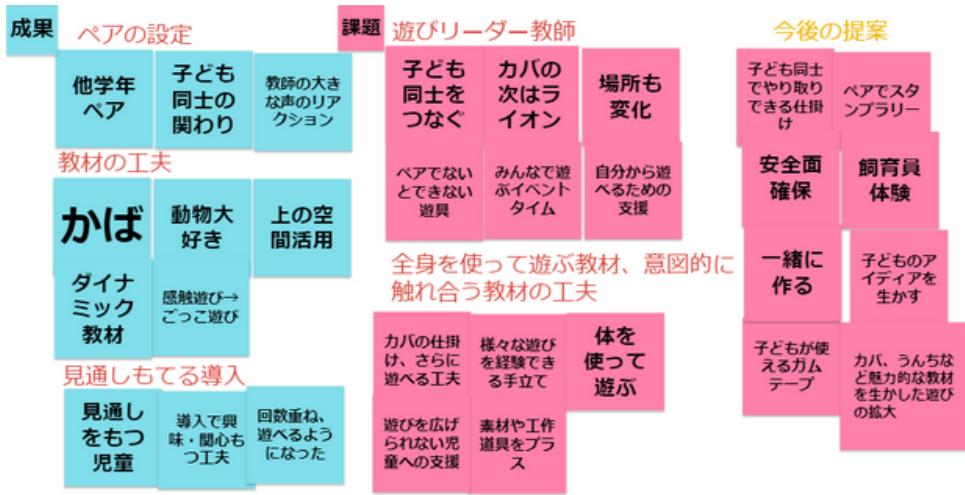 成果
ペアの設定
他学年
ペア
子ども
同士の
関わり
教師の大き
な声のリア
クション
教材の工夫
かば
動物大
好き
上の空
間活用
ダイナ
ミック
教材
感触遊び→
ごっこ遊び
見通しもてる導入
見通し
をもつ
児童
導入で興
味・関心も
つ工夫
回数重ね、
遊べるよう
になった
課題
遊びリーダー教師
子ども
同士を
つなぐ
カバの
次はラ
イオン
場所も
変化
ペアでない
とできない
遊具
みんなで遊
ぶイベント
タイム
自分から遊
べるための
支援
全身を使って遊ぶ教材、意図的に
触れ合う教材の工夫
カバの仕掛
け、さらに
遊べる工夫
様々な遊び
を経験でき
る手立て
体を
使って
遊ぶ
遊びを広げ
られない児
童への支援
素材や工作
道具をプラ
ス
今後の提案
子ども同士
でやり取り
できる仕掛
け
ペアでスタ
ンプラリー
安全面
確保
飼育員
体験
一緒に
作る
子どものア
イディアを
生かす
子どもが使
えるガム
テープ
カバ、うんちな
ど魅力的な教材
を生かした遊び
の拡大